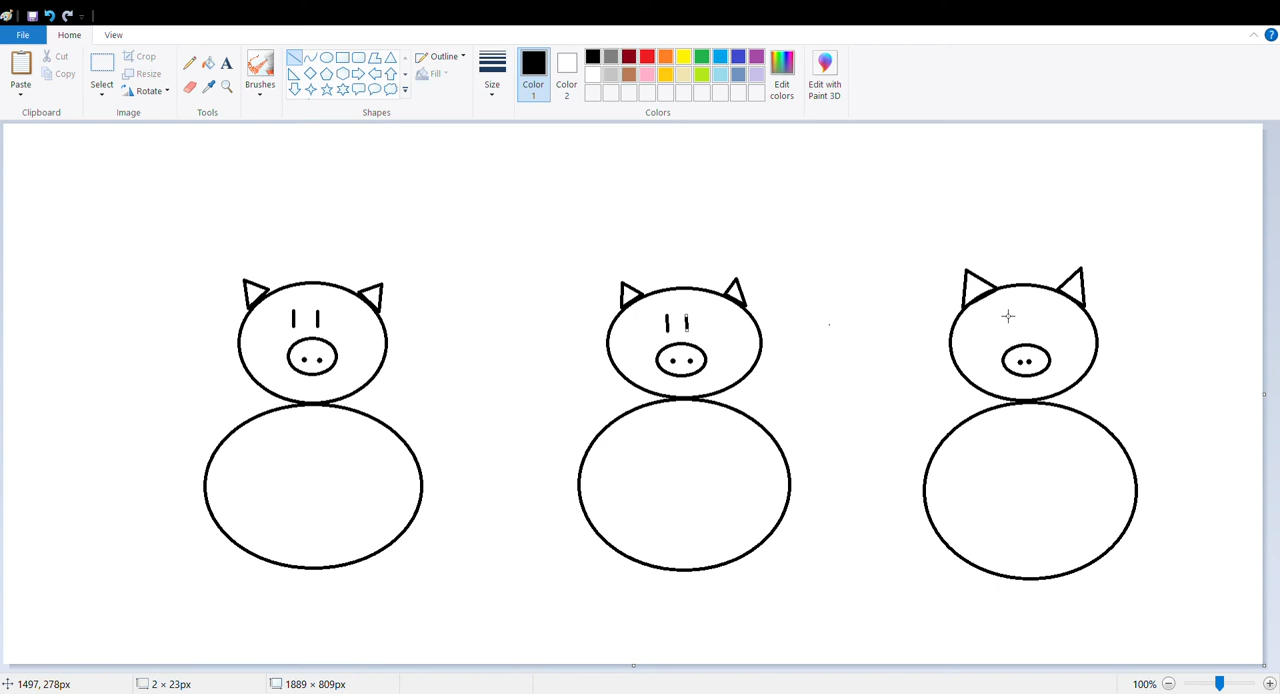 File Home View
Paste
Cut
Copy
Clipboard
Select
Crop
Resize
Rotate
Image
A
Tools
Brushes
Shapes
Outline
Fill
Size
Color
1
Color
2
Edit
colors
Colors
Edit with
Paint 3D
?
1497, 278px 2 × 23px 1889 × 809px 100%